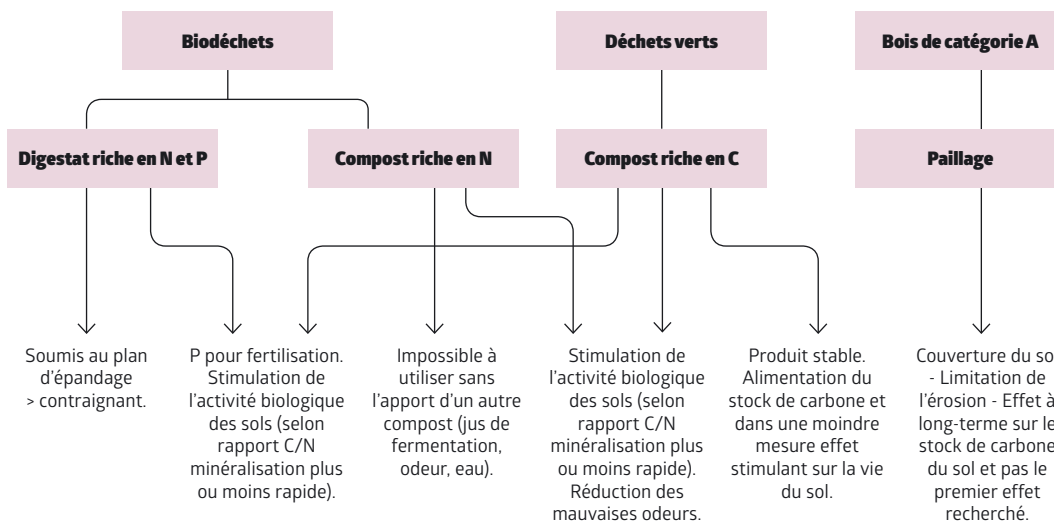 Biodéchets
Déchets verts
Bois de catégorie A
Digestat riche en N et P
Compost riche en N
Compost riche en C
Paillage
Soumis au plan
d'épandage
> contraignant.
P pour fertilisation.
Stimulation de
l'activité biologique
des sols (selon
rapport C/N
minéralisation plus
ou moins rapide).
Impossible à
utiliser sans
l'apport d'un autre
compost (jus de
fermentation,
odeur, eau).
Stimulation de
l'activité biologique
des sols (selon
rapport C/N
minéralisation plus
ou moins rapide).
Réduction des
mauvaises odeurs.
Produit stable.
Alimentation du
stock de carbone et
dans une moindre
mesure effet
stimulant sur la vie
du sol.
Couverture du so
- Limitation de
l'érosion - Effet à
long-terme sur le
stock de carbone
du sol et pas le
premier effet
recherché.